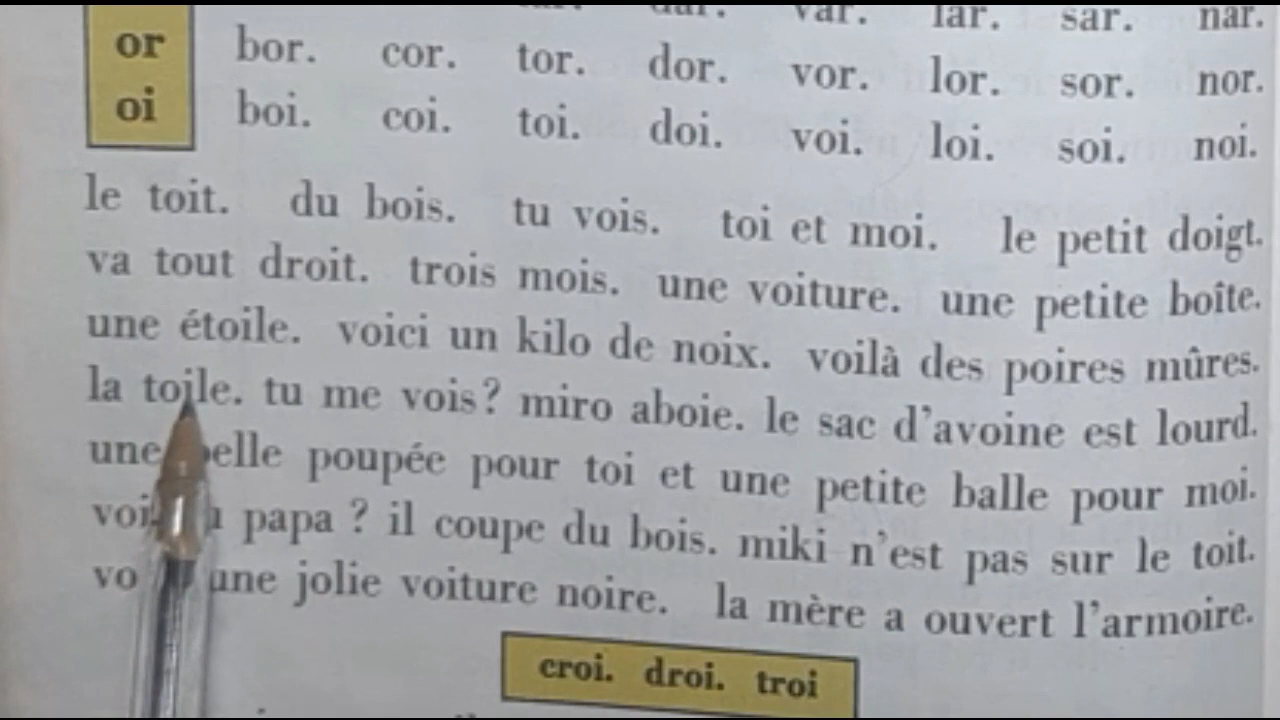 var. lar. sar. nar.
or bor. cor. tor. dor. vor. lor. sor. nor.
oi boi. coi. toi. doi. voi. loi. soi. noi.
le toit. du bois. tu vois. toi et moi. le petit doigt.
va tout droit. trois mois. une voiture. une petite boîte.
une étoile. voici un kilo de noix. voilà des poires mûres.
la toile. tu me vois? miro aboie. le sac d'avoine est lourd.
une belle poupée pour toi et une petite balle pour moi.
papa ? il coupe du bois. miki n'est pas sur le toit.
une jolie voiture noire. la mère a ouvert l'armoire.
croi. droi. troi